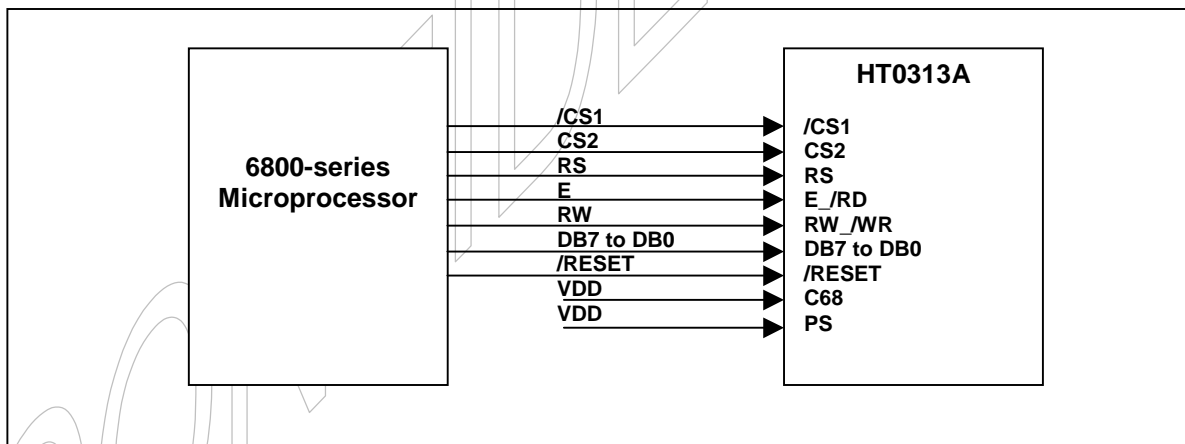 HT0313A
6800-series
Microprocessor
/CS1
CS2
RS
E
RW
DB7 to DB0
/RESET
VDD
VDD
/CS1
CS2
RS
E_/RD
RW_/WR
DB7 to DB0
/RESET
C68
PS